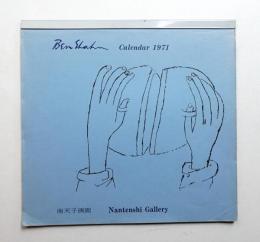 Ben Shahn Calendar 1971
南天子画廊 Nantenshi Gallery